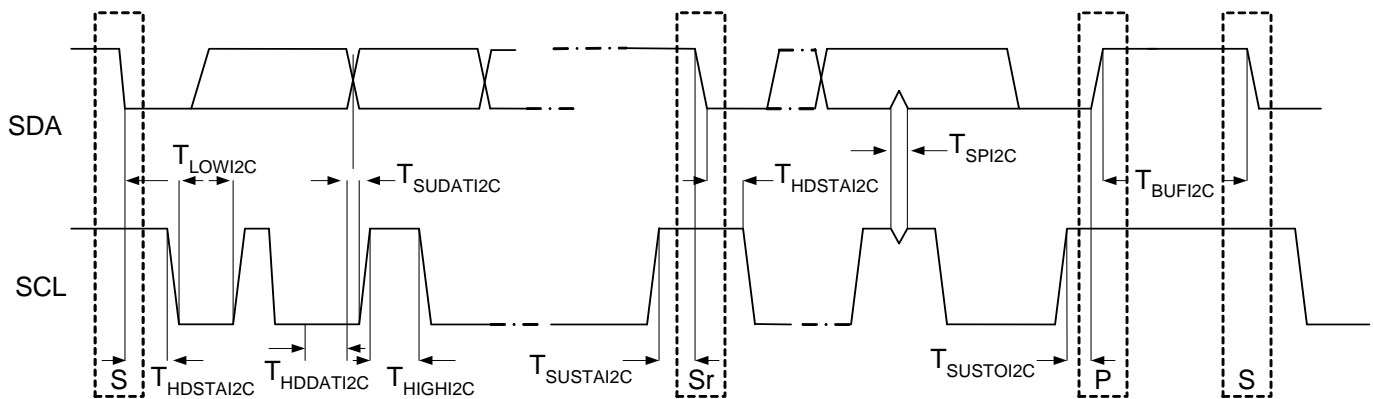 SDA
T_LOWI2C
T_SUDATI2C
T_HDSTAI2C
T_SPI2C
T_BUFI2C
SCL
S
T_HDSTAI2C
T_HDDATI2C
T_HIGHI2C
T_SUSTAI2C
Sr
T_SUSTOI2C
P
S